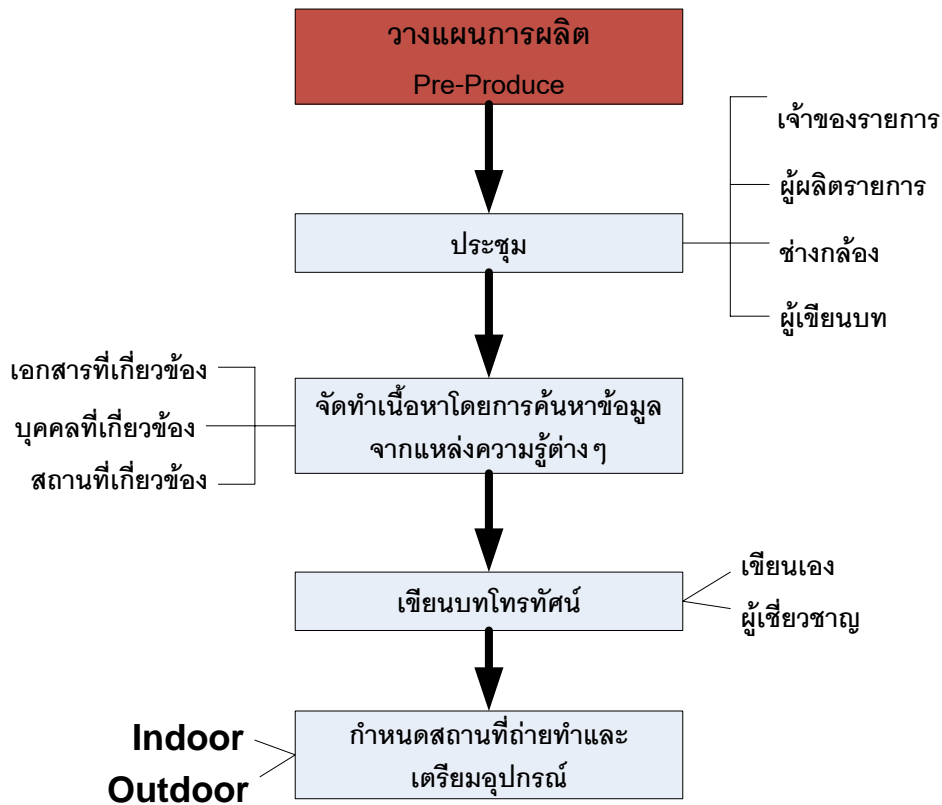 วางแผนการผลิต
Pre-Produce
เจ้าของรายการ
ผู้ผลิตรายการ
ประชุม
ช่างกล้อง
ผู้เขียนบท
เอกสารที่เกี่ยวข้อง
บุคคลที่เกี่ยวข้อง
สถานที่เกี่ยวข้อง
จัดทำเนื้อหาโดยการค้นหาข้อมูล
จากแหล่งความรู้ต่างๆ
เขียนบทโทรทัศน์
เขียนเอง
ผู้เชี่ยวชาญ
Indoor
Outdoor
กำหนดสถานที่ถ่ายทำและ
เตรียมอุปกรณ์